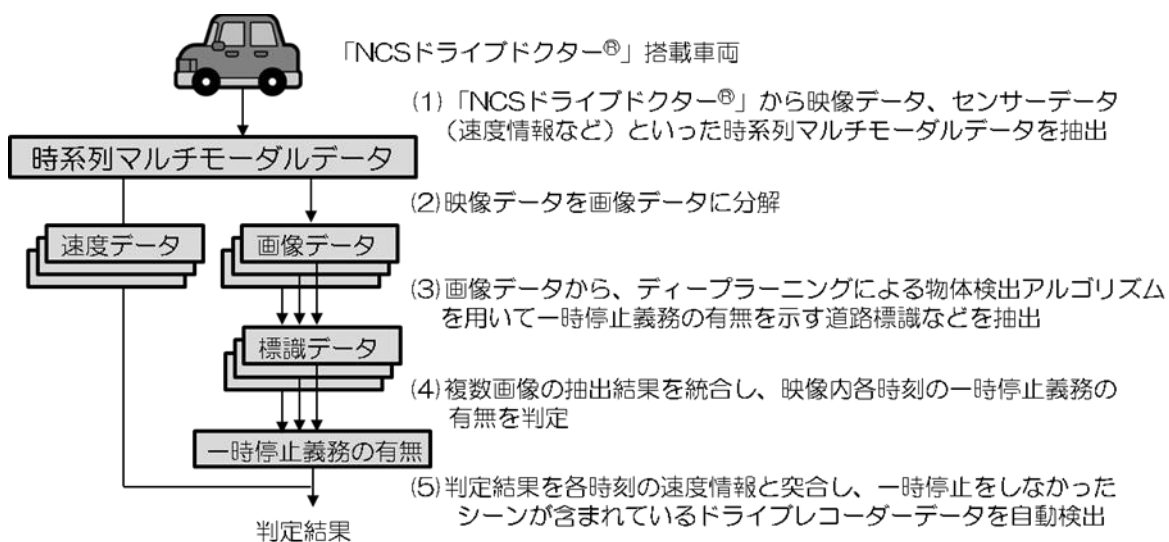 「NCSドライブドクター®」搭載車両
(1)「NCSドライブドクター®」から映像データ、センサーデータ
（速度情報など）といった時系列マルチモーダルデータを抽出
時系列マルチモーダルデータ
(2)映像データを画像データに分解
速度データ
画像データ
(3)画像データから、ディープラーニングによる物体検出アルゴリズム
を用いて一時停止義務の有無を示す道路標識などを抽出
標識データ
(4)複数画像の抽出結果を統合し、映像内各時刻の一時停止義務の
有無を判定
一時停止義務の有無
(5)判定結果を各時刻の速度情報と突合し、一時停止をしなかった
シーンが含まれているドライブレコーダーデータを自動検出
判定結果